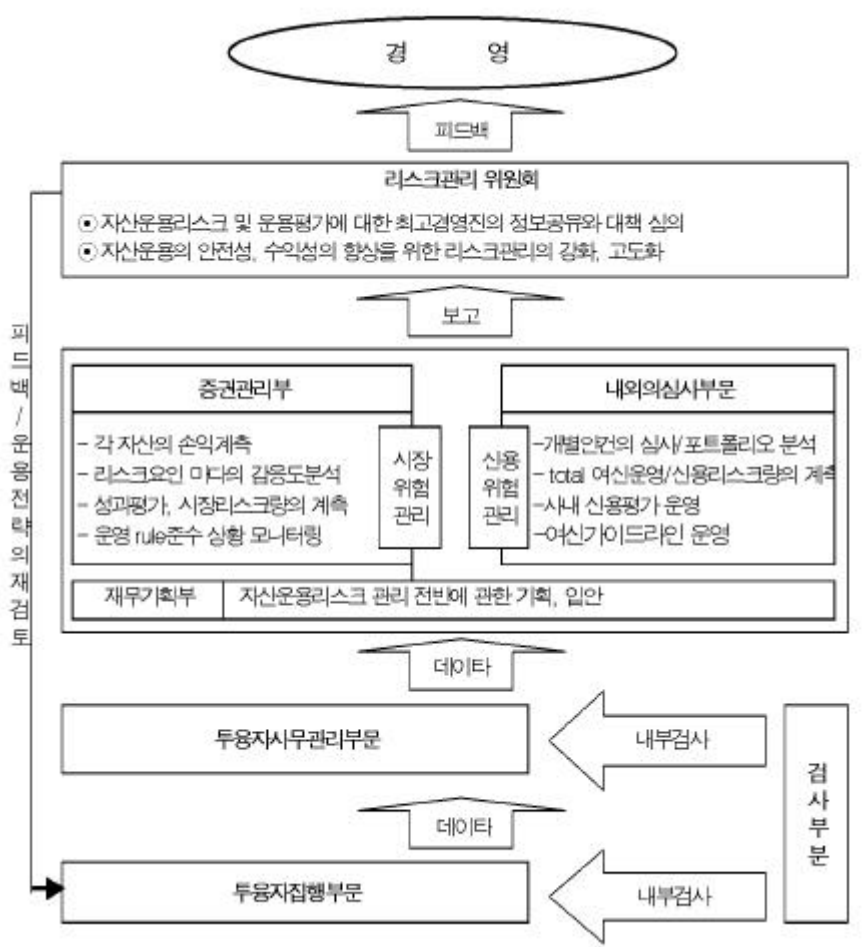 경 영
피드백
리스크관리 위원회
⊙ 자산운용리스크 및 운용평가에 대한 최고경영진의 정보공유와 대책 심의
⊙ 자산운용의 안전성, 수익성의 향상을 위한 리스크관리의 강화, 고도화
보고
피드백/운용전략의재검토
증권관리부
- 각 자산의 손익계측
- 리스크요인 마다의 감응도분석
- 성과평가, 시장리스크량의 계측
- 운영 rule준수 상황 모니터링
시장
위험
관리
신용
위험
관리
내외의심사부문
-개별안건의 심사/포트폴리오 분석
- total 여신운영/신용리스크량의 계측
-사내 신용평가 운영
-여신가이드라인 운영
재무기획부 자산운용리스크 관리 전반에 관한 기획, 입안
데이타
투융자사무관리부문
내부검사
검사부분
데이타
투융자집행부문
내부검사